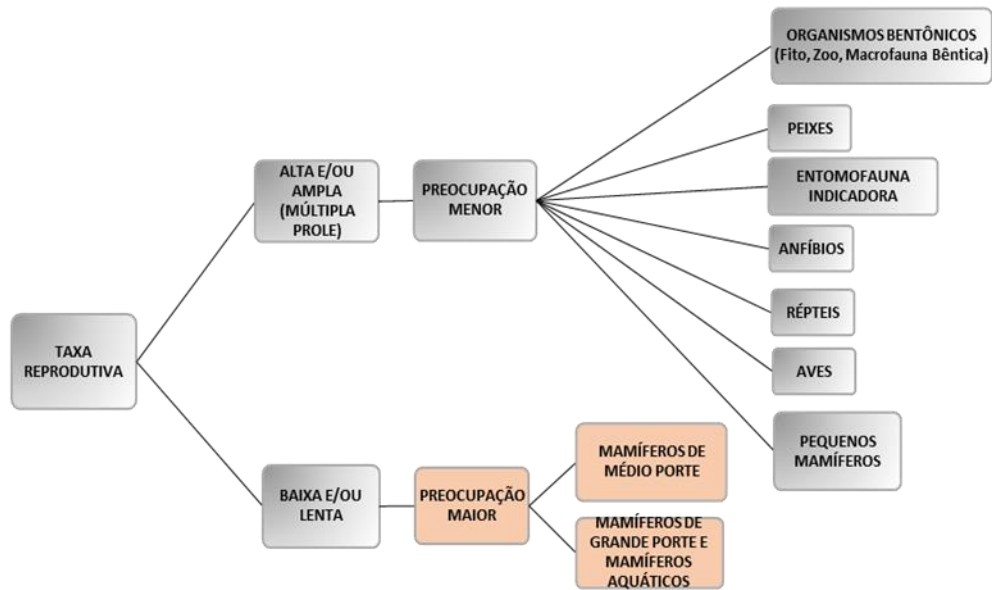 TAXA
REPRODUTIVA
ALTA E/OU
AMPLA
(MÚLTIPLA
PROLE)
PREOCUPAÇÃO
MENOR
ORGANISMOS BENTÔNICOS
(Fito, Zoo, Macrofauna Bêntica)
PEIXES
ENTOMOFAUNA
INDICADORA
ANFÍBIOS
RÉPTEIS
AVES
PEQUENOS
MAMÍFEROS
BAIXA E/OU
LENTA
PREOCUPAÇÃO
MAIOR
MAMÍFEROS DE
MÉDIO PORTE
MAMÍFEROS DE
GRANDE PORTE E
MAMÍFEROS
AQUÁTICOS